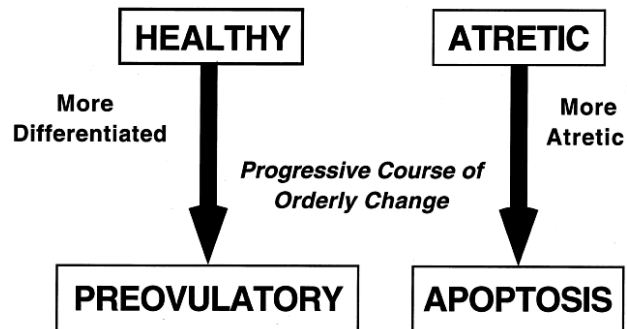 HEALTHY
ATRETIC
More
Differentiated
More
Atretic
Progressive Course of
Orderly Change
PREOVULATORY
APOPTOSIS